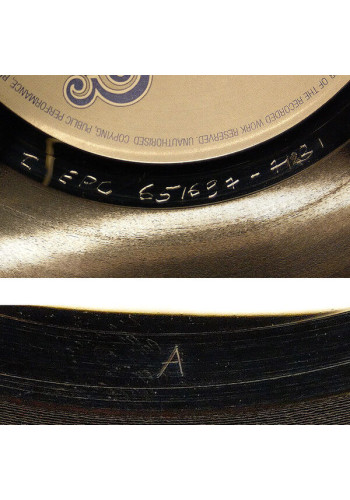 OF THE RECORDED WORK RESERVED. UNAUTHORISED COPYING, PUBLIC PERFORMANCE,
EPC 651697-
A